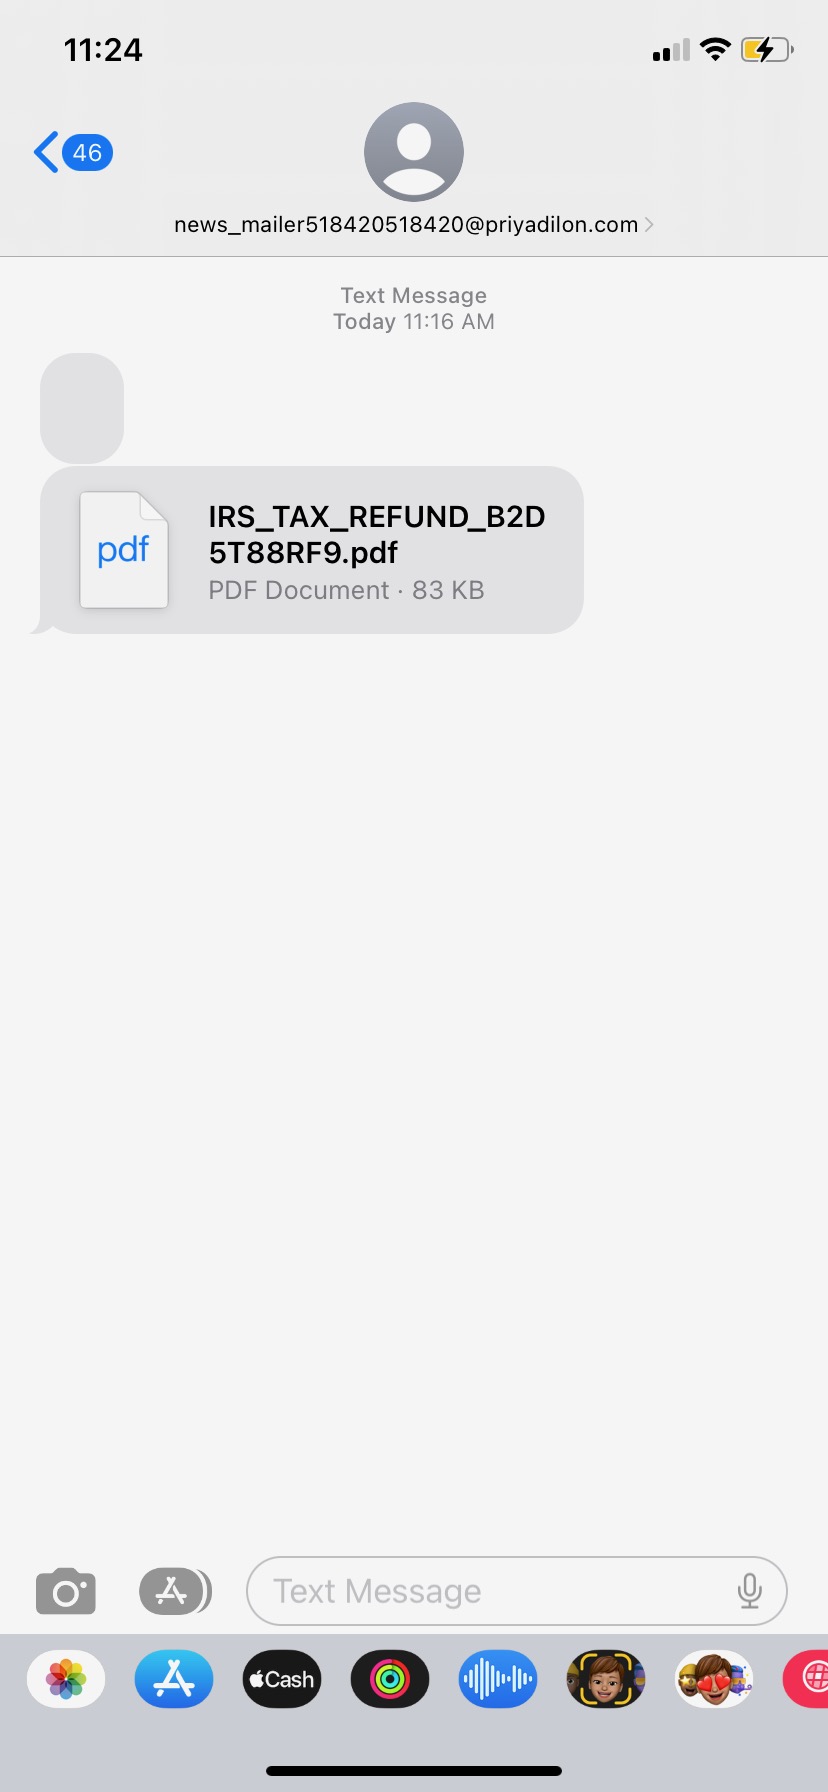 11:24
46
news_mailer518420518420@priyadilon.com
Text Message
Today 11:16 AM
pdf
IRS_TAX_REFUND_B2D
5T88RF9.pdf
PDF Document · 83 KB
Text Message
Cash